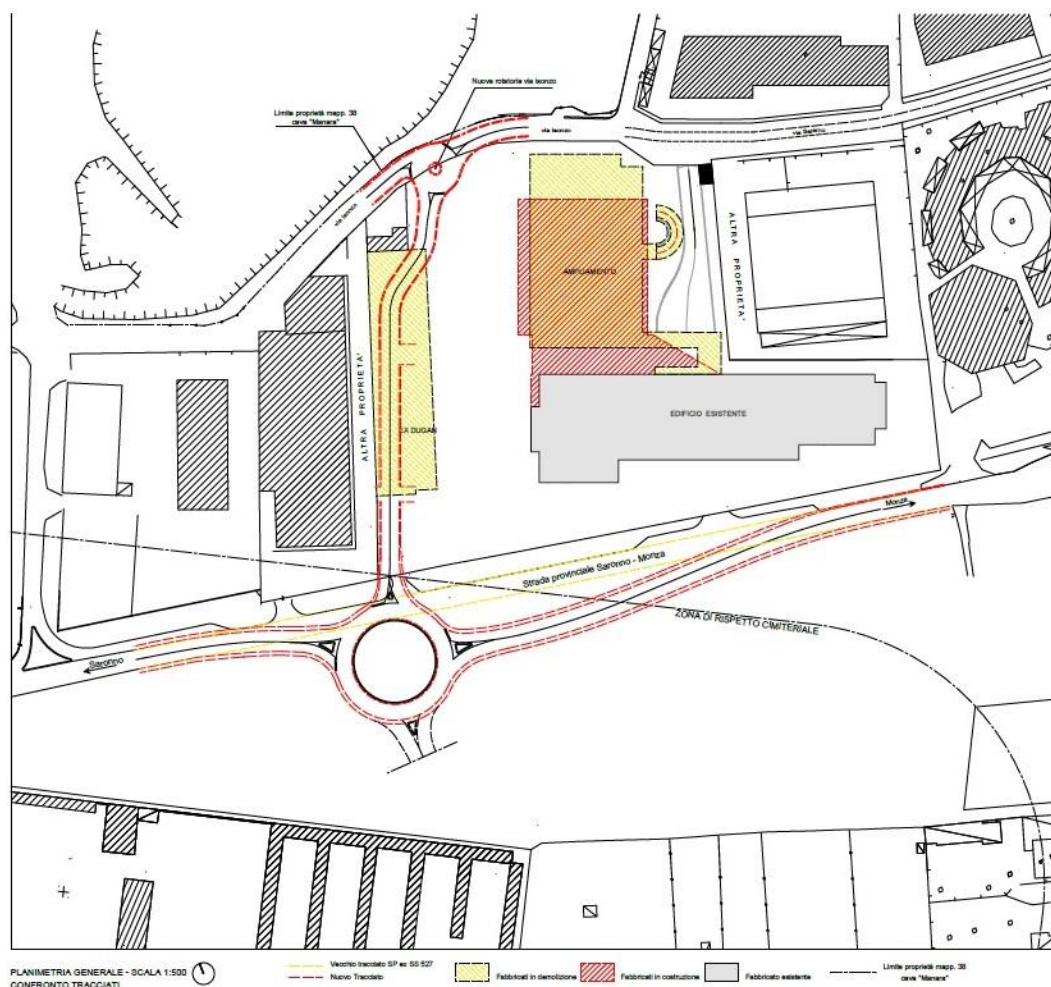 Nuova rotatoria via Isonzo
Limite proprietà mapp. 38
cava "Manara"
via Isonzo
via Isonzo
AMPLIAMENTO
ALTRA PROPRIETA'
ALTRA PROPRIETA'
EX DUGAN
EDIFICIO ESISTENTE
Monza
Strada provinciale Saronno - Monza
ZONA DI RISPETTO CIMITERIALE
Saronno
PLANIMETRIA GENERALE - SCALA 1:500
CONFRONTO TRACCIATI
Vecchio tracciato SP ex SS 527
Nuovo Tracciato
Fabbricati in demolizione
Fabbricati in costruzione
Fabbricato esistente
Limite proprietà mapp. 38
cava "Manara"